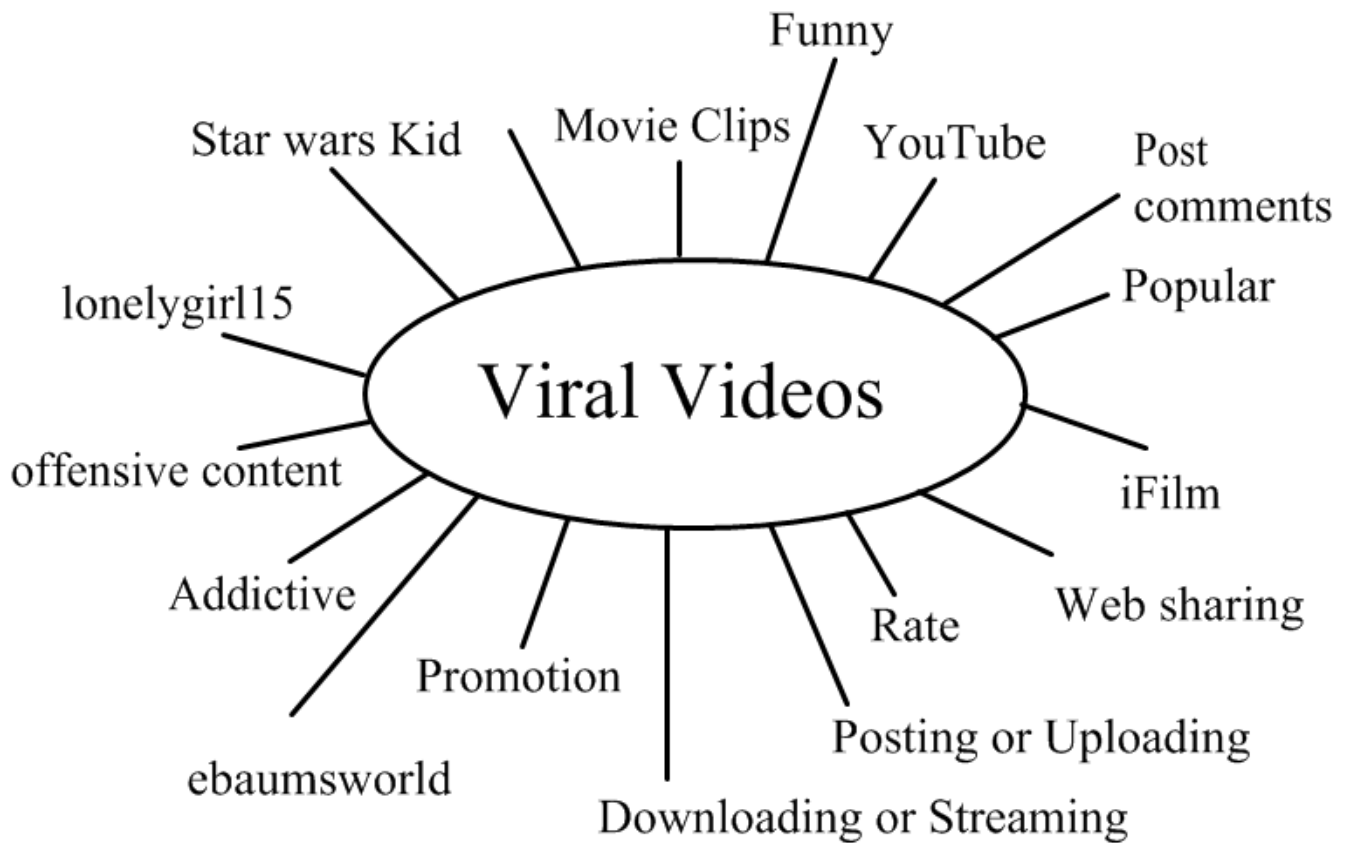 Funny
Movie Clips
Star wars Kid
YouTube
Post
comments
Popular
lonelygirl15
Viral Videos
offensive content
iFilm
Addictive
Web sharing
Rate
Promotion
Posting or Uploading
ebaumsworld
Downloading or Streaming